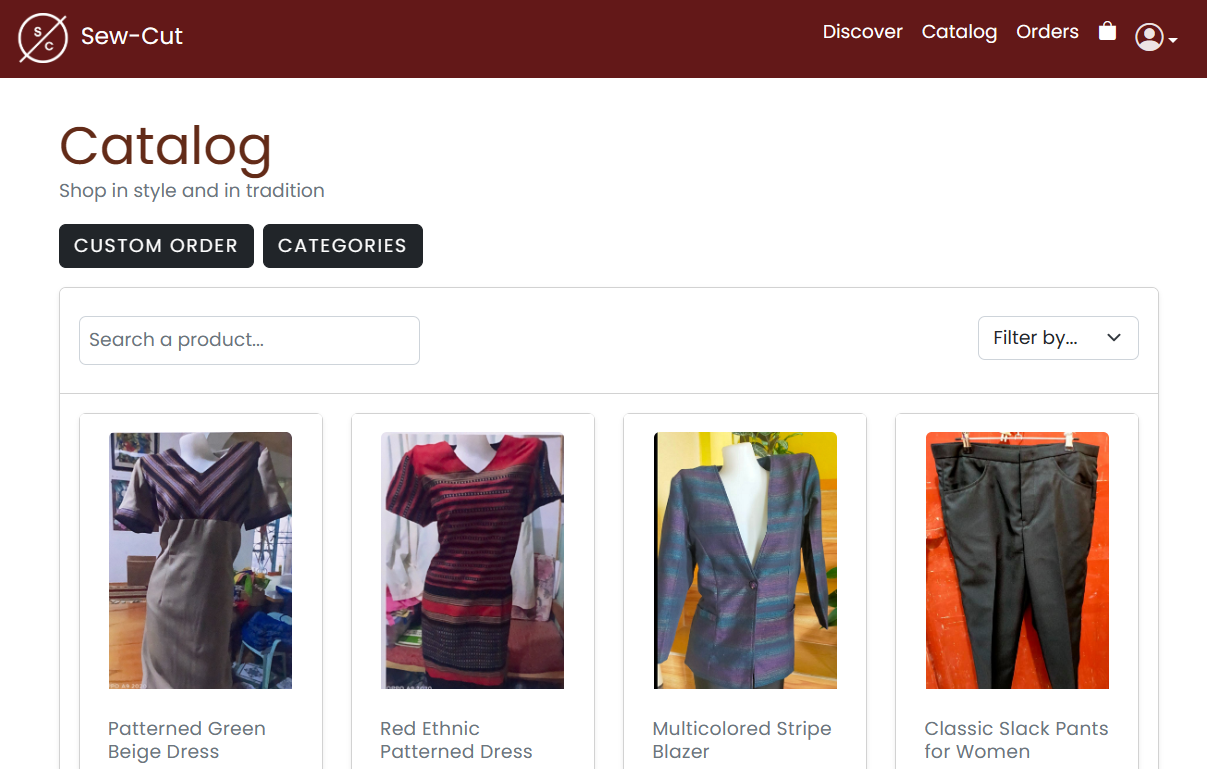 S
C
Sew-Cut
Discover
Catalog
Orders
Catalog
Shop in style and in tradition
CUSTOM ORDER
CATEGORIES
Search a product...
Filter by...
Patterned Green
Beige Dress
Red Ethnic
Patterned Dress
Multicolored Stripe
Blazer
Classic Slack Pants
for Women